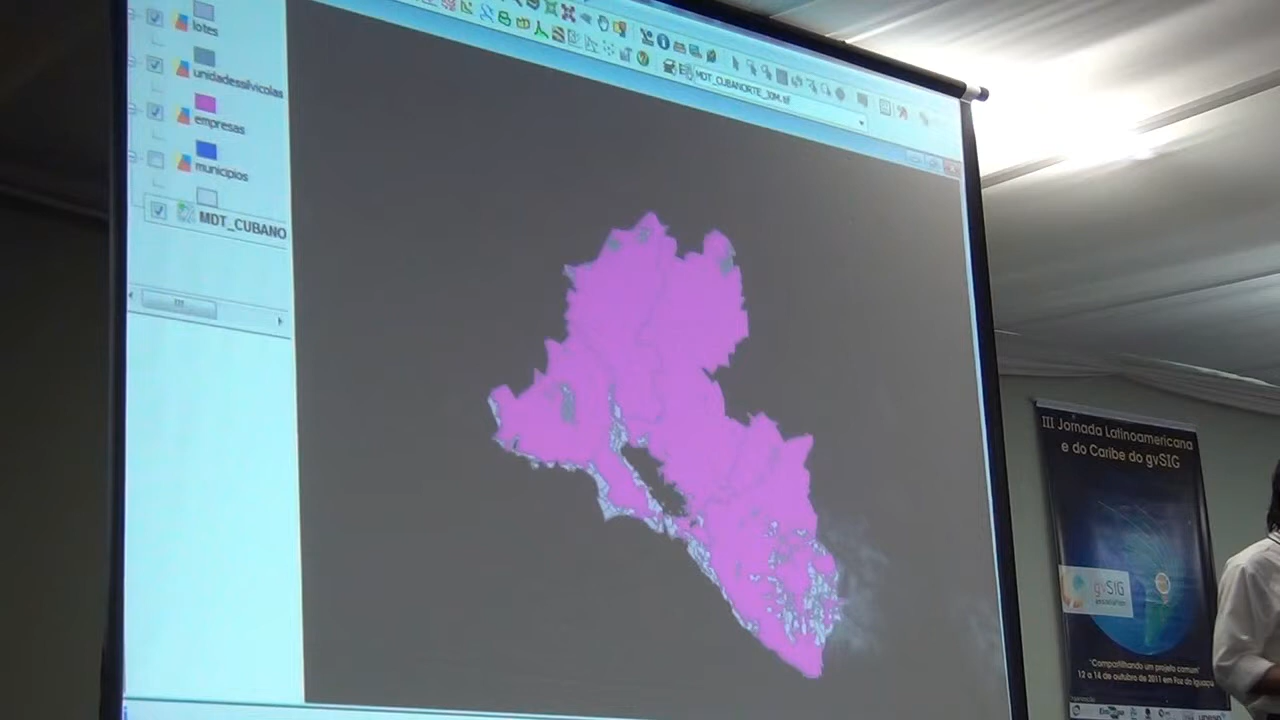 lotes
unidadessilvicolas
empresas
municipios
MDT_CUBANO
MDT_CUBANORTE_30M.tif
III Jornada Latinoamericana
e do Caribe do gvSIG
gvSIG
association
"Compartilhando um projeto comum"
12 a 14 de outubro de 2011 em Foz do Iguaçu